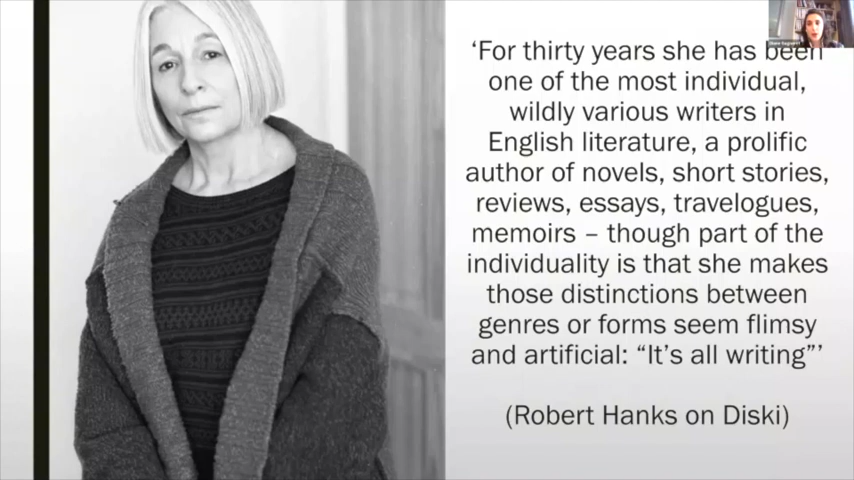 ‘For thirty years she has been
one of the most individual,
wildly various writers in
English literature, a prolific
author of novels, short stories,
reviews, essays, travelogues,
memoirs – though part of the
individuality is that she makes
those distinctions between
genres or forms seem flimsy
and artificial: “It’s all writing”’
(Robert Hanks on Diski)